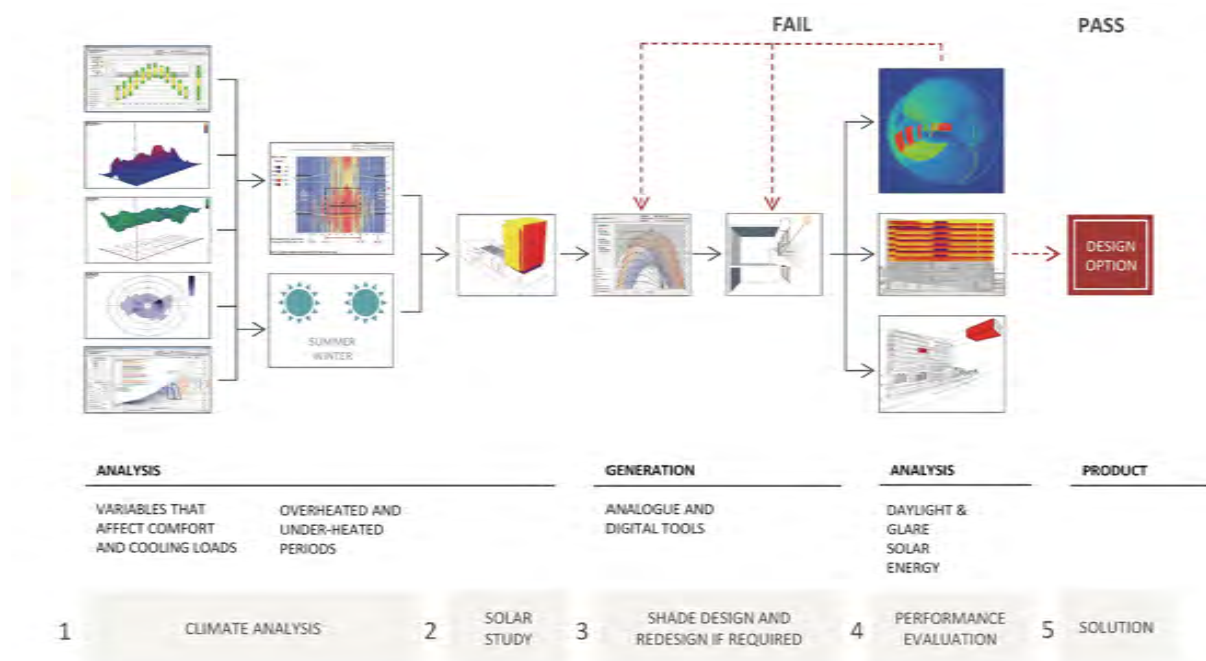 FAIL
PASS
SUMMER
WINTER
DESIGN
OPTION
ANALYSIS
VARIABLES THAT
AFFECT COMFORT
AND COOLING LOADS
OVERHEATED AND
UNDER-HEATED
PERIODS
GENERATION
ANALOGUE AND
DIGITAL TOOLS
ANALYSIS
DAYLIGHT &
GLARE
SOLAR
ENERGY
PRODUCT
1
CLIMATE ANALYSIS
2
SOLAR
STUDY
3
SHADE DESIGN AND
REDESIGN IF REQUIRED
4
PERFORMANCE
EVALUATION
5
SOLUTION